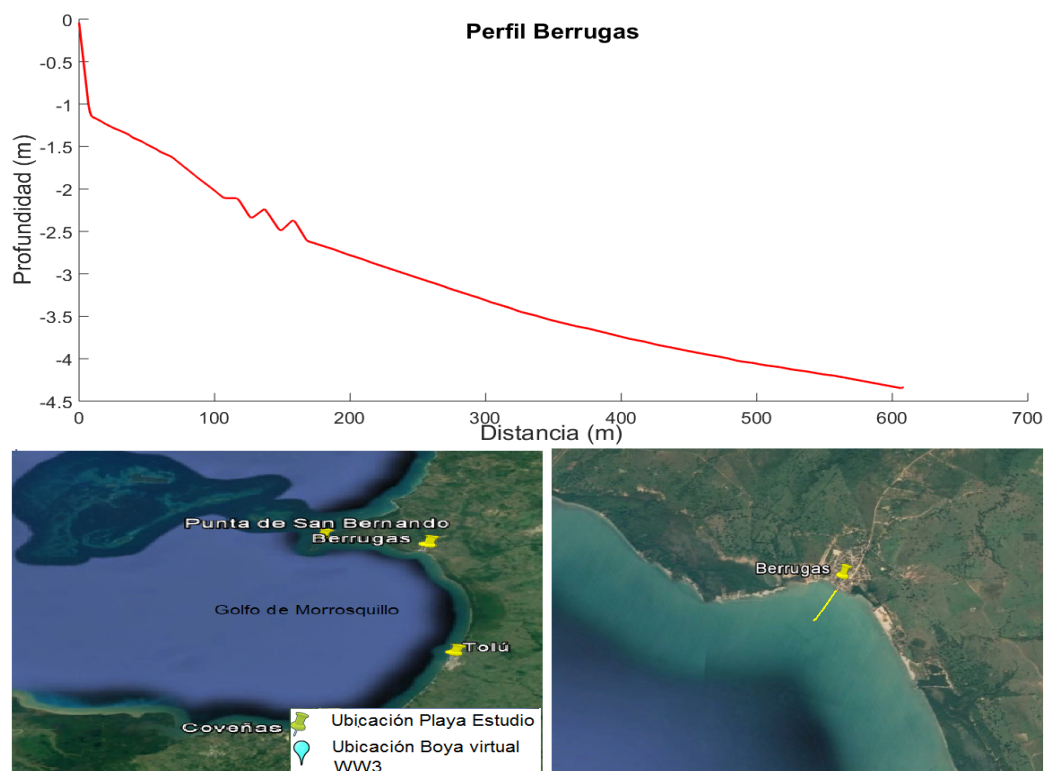 Perfil Berrugas
Profundidad (m)
0
-0.5
-1
-1.5
-2
-2.5
-3
-3.5
-4
-4.5
0 100 200 300 400 500 600 700
Distancia (m)
Punta de San Bernando
Berrugas
Golfo de Morrosquillo
Tolú
Coveñas
Ubicación Playa Estudio
Ubicación Boya virtual
WW3
Berrugas